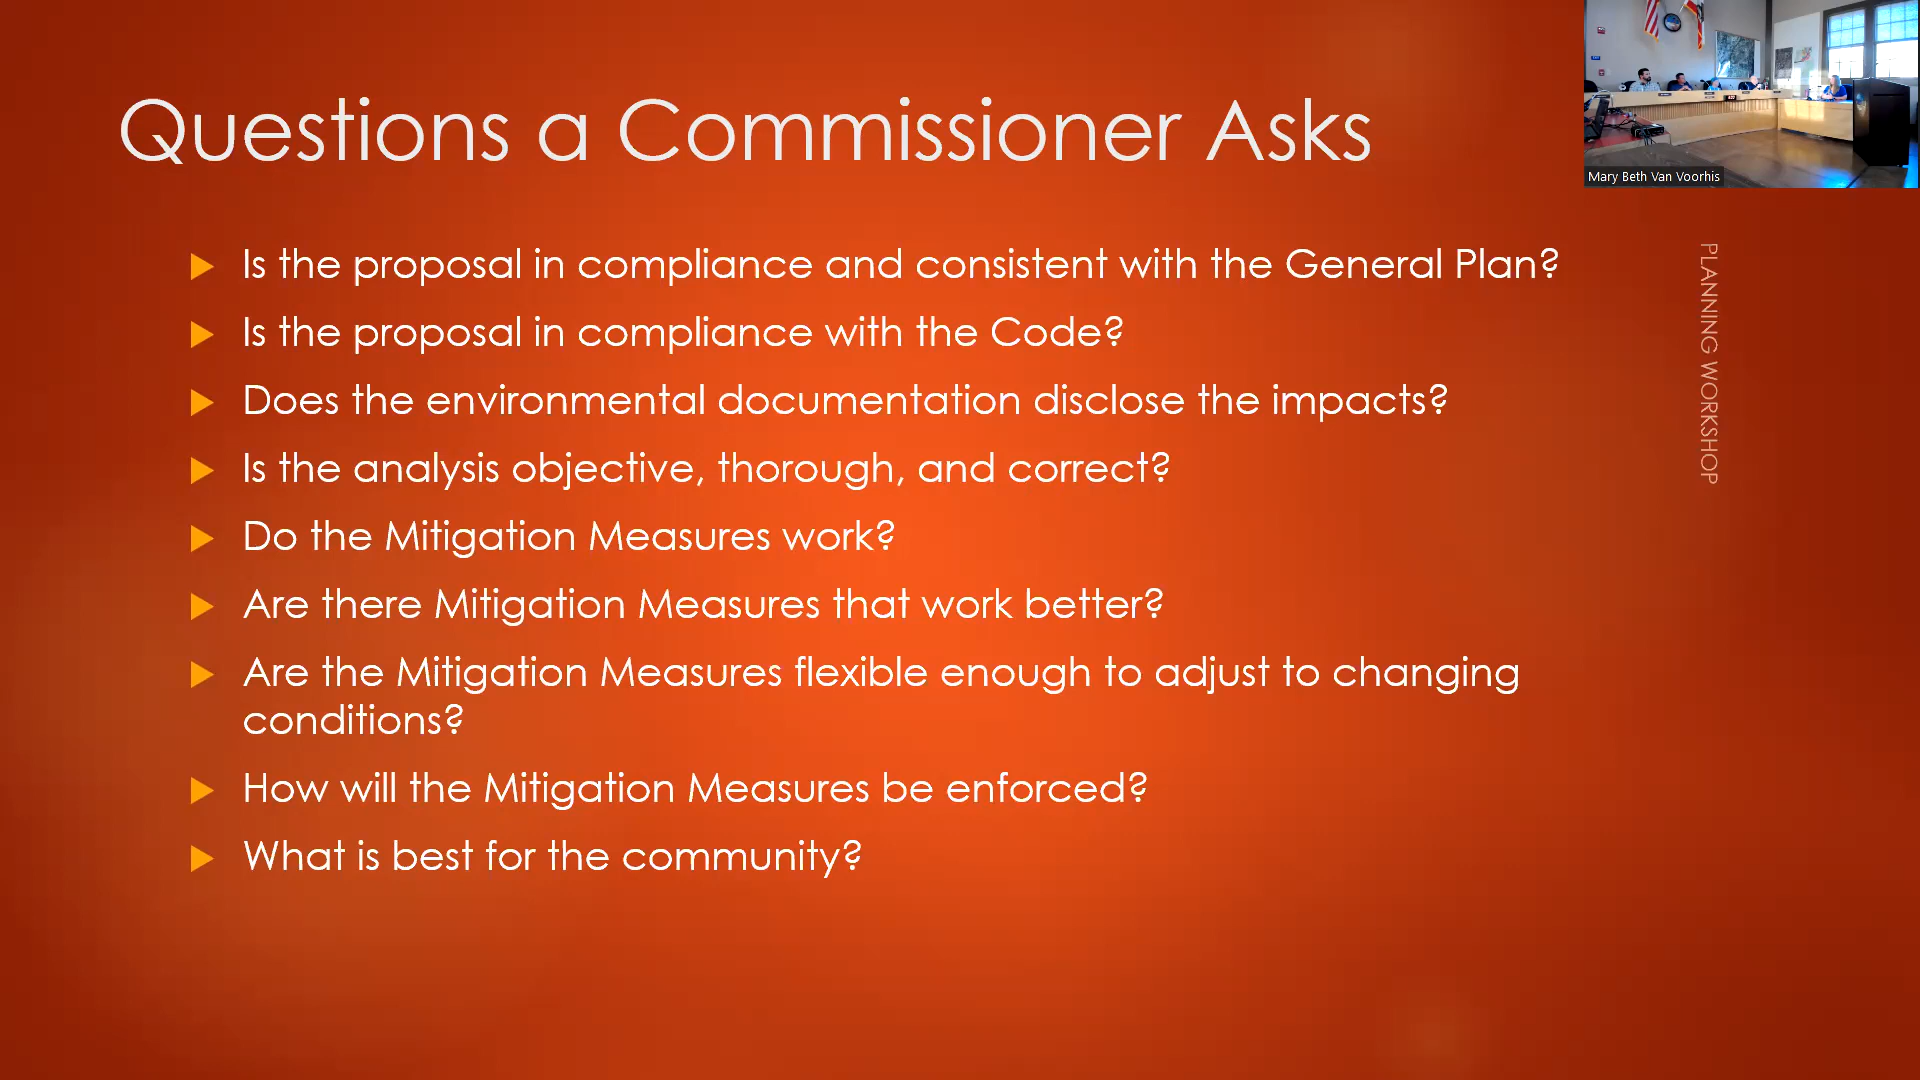 Questions a Commissioner Asks
Is the proposal in compliance and consistent with the General Plan?
Is the proposal in compliance with the Code?
Does the environmental documentation disclose the impacts?
Is the analysis objective, thorough, and correct?
Do the Mitigation Measures work?
Are there Mitigation Measures that work better?
Are the Mitigation Measures flexible enough to adjust to changing
conditions?
How will the Mitigation Measures be enforced?
What is best for the community?
PLANNING WORKSHOP
Mary Beth Van Voorhis